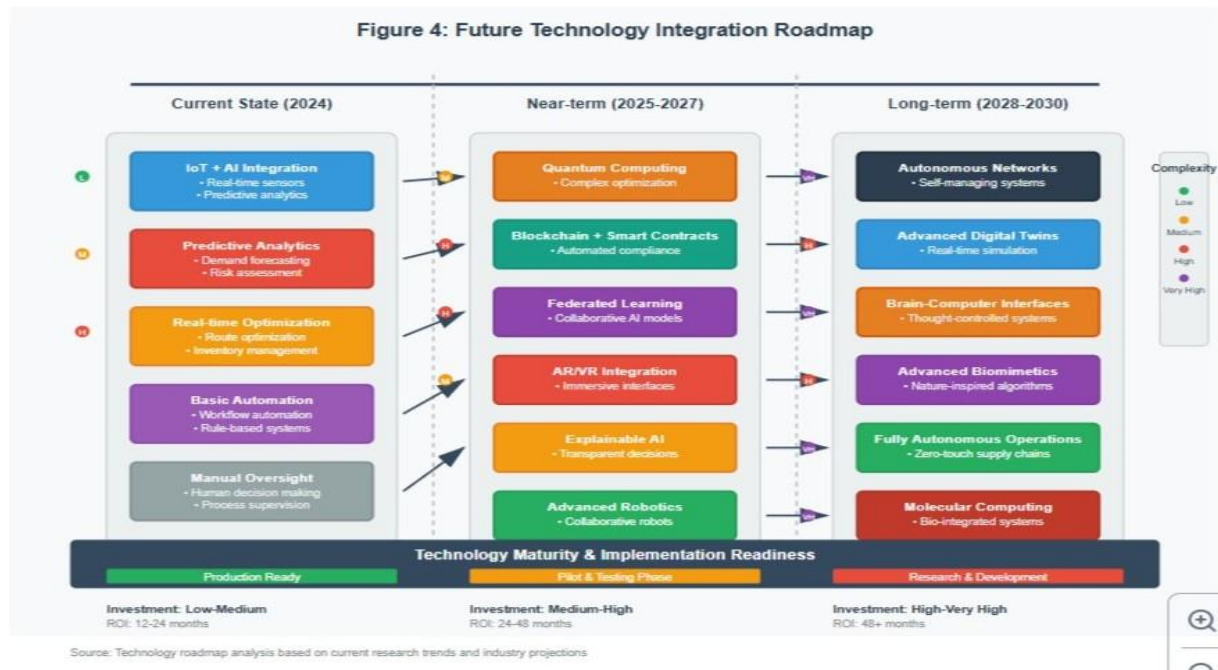 Figure 4: Future Technology Integration Roadmap
Current State (2024)
Near-term (2025-2027)
Long-term (2028-2030)
IoT + AI Integration
• Real-time sensors
• Predictive analytics
Predictive Analytics
• Demand forecasting
• Risk assessment
Real-time Optimization
• Route optimization
• Inventory management
Basic Automation
• Workflow automation
• Rule-based systems
Manual Oversight
• Human decision making
• Process supervision
L
M
H
M
H
H
M
Quantum Computing
• Complex optimization
Blockchain + Smart Contracts
• Automated compliance
Federated Learning
• Collaborative AI models
AR/VR Integration
• Immersive interfaces
Explainable AI
• Transparent decisions
Advanced Robotics
• Collaborative robots
VH
H
VH
H
VH
VH
Autonomous Networks
• Self-managing systems
Advanced Digital Twins
• Real-time simulation
Brain-Computer Interfaces
• Thought-controlled systems
Advanced Biomimetics
• Nature-inspired algorithms
Fully Autonomous Operations
• Zero-touch supply chains
Molecular Computing
• Bio-integrated systems
Complexity
Low
Medium
High
Very High
Technology Maturity & Implementation Readiness
Production Ready
Pilot & Testing Phase
Research & Development
Investment: Low-Medium
ROI: 12-24 months
Investment: Medium-High
ROI: 24-48 months
Investment: High-Very High
ROI: 48+ months
Source: Technology roadmap analysis based on current research trends and industry projections